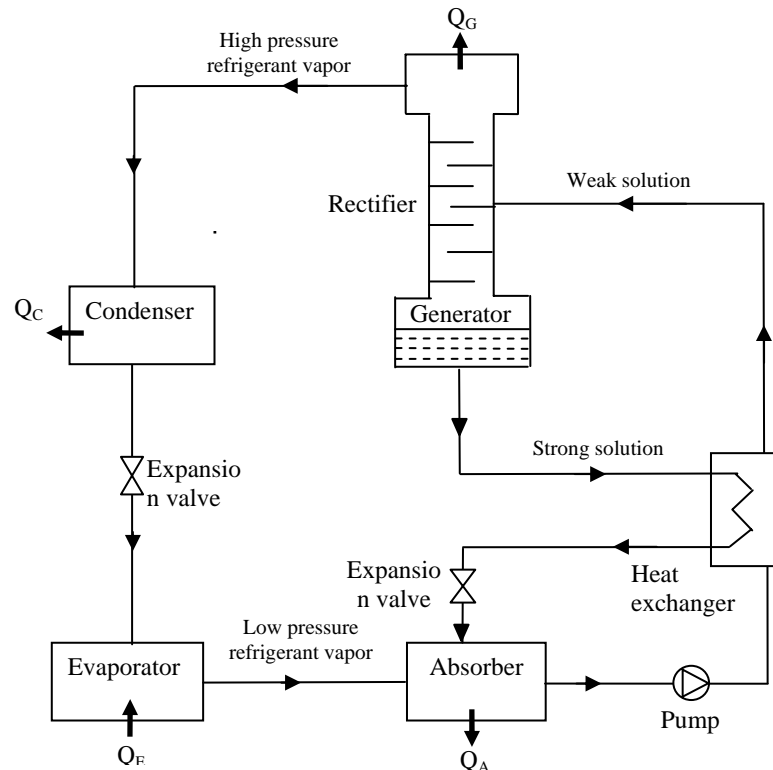 Q_G
High pressure
refrigerant vapor
Weak solution
Rectifier
Q_C
Condenser
Generator
Strong solution
Expansio
n valve
Expansio
n valve
Heat
exchanger
Low pressure
refrigerant vapor
Evaporator
Absorber
Pump
Q_E
Q_A